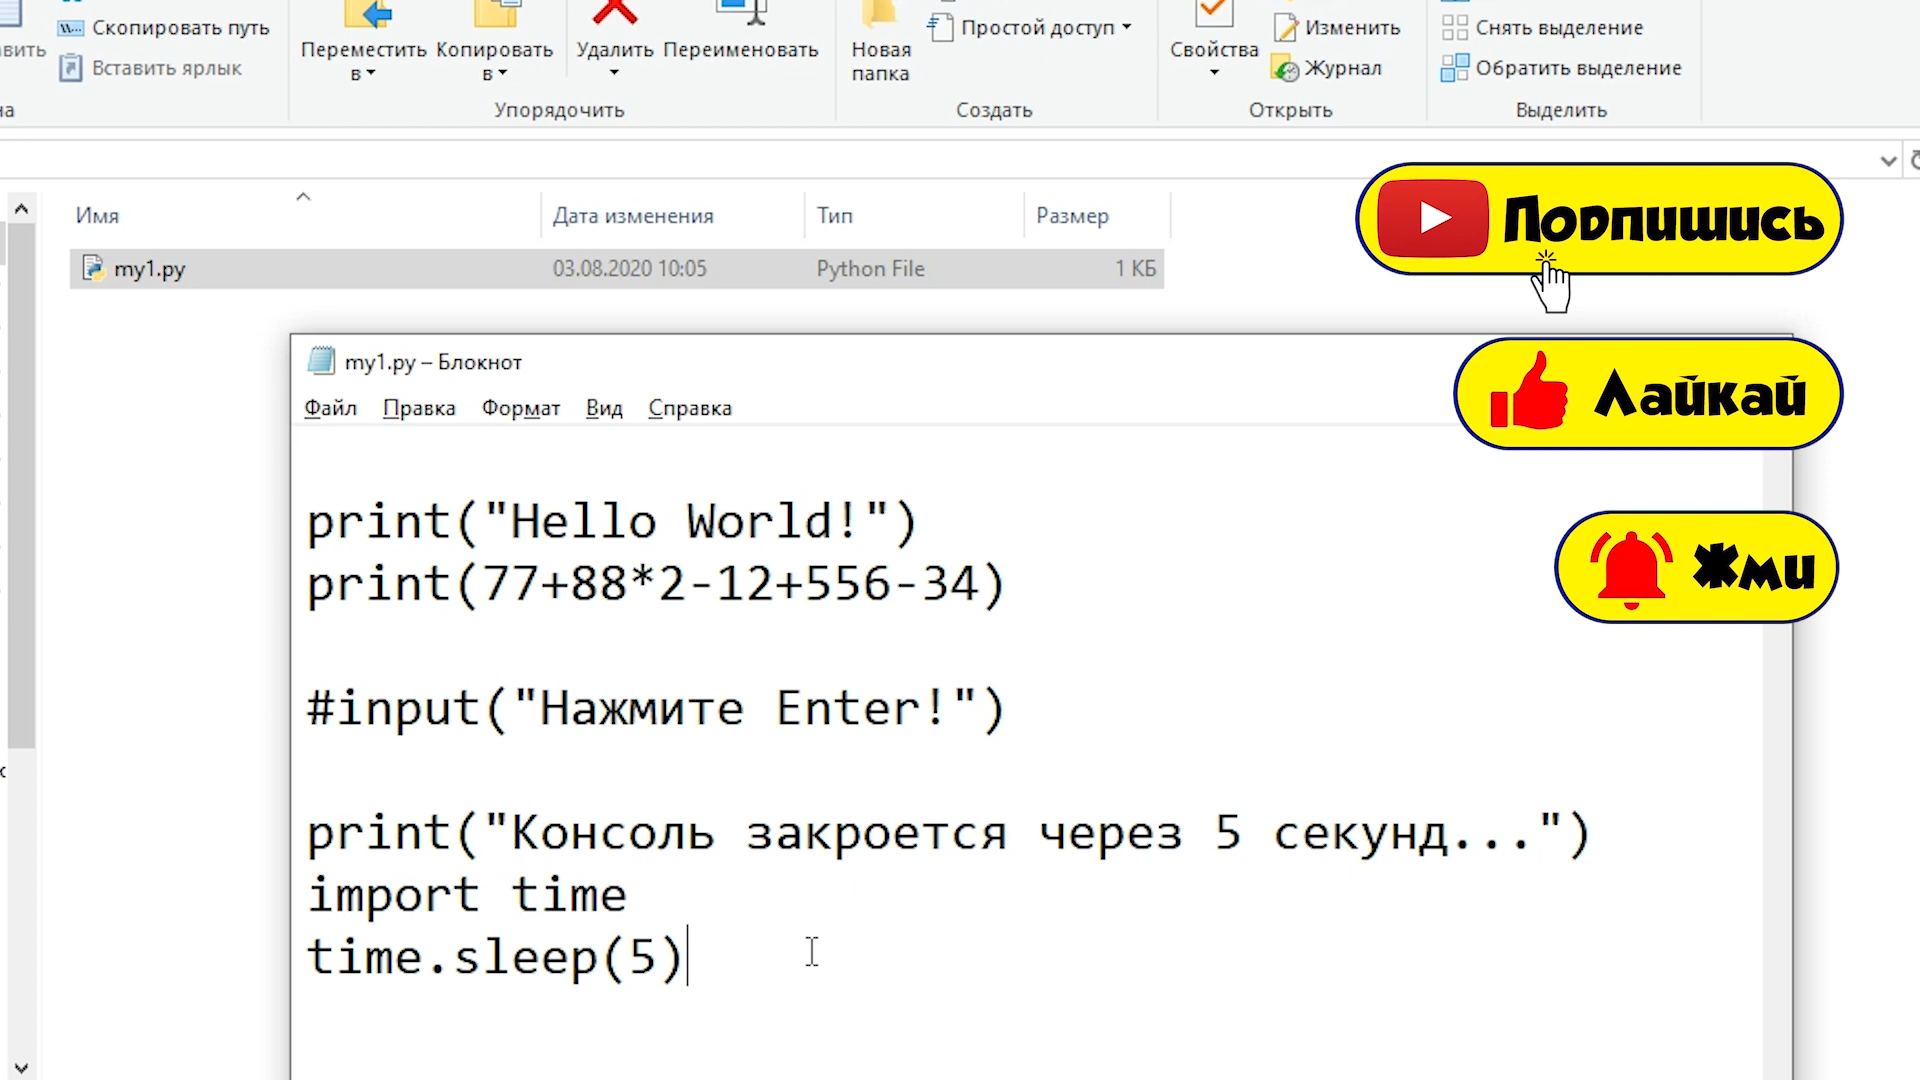 Скопировать путь
Вставить ярлык
Переместить в
Копировать в
Удалить
Переименовать
Упорядочить
Новая папка
Простой доступ
Создать
Свойства
Изменить
Журнал
Открыть
Снять выделение
Обратить выделение
Выделить
Имя
Дата изменения
Тип
Размер
my1.py
03.08.2020 10:05
Python File
1 КБ
Подпишись
Лайкай
Жми
my1.py – Блокнот
Файл Правка Формат Вид Справка
print("Hello World!")
print(77+88*2-12+556-34)
#input("Нажмите Enter!")
print("Консоль закроется через 5 секунд...")
import time
time.sleep(5)